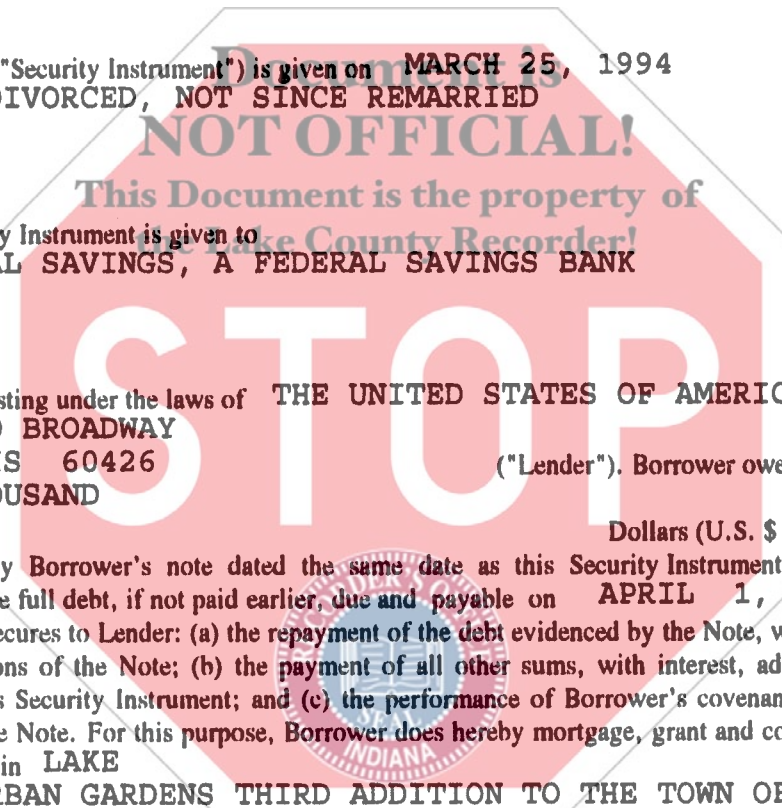 "Security Instrument") is given on MARCH 25, 1994
Document is
DIVORCED, NOT SINCE REMARRIED
NOT OFFICIAL!
This Document is the property of
y Instrument is given to
the Lake County Recorder!
L SAVINGS, A FEDERAL SAVINGS BANK
STOP
sting under the laws of THE UNITED STATES OF AMERIC
BROADWAY
IS 60426 ("Lender"). Borrower owe
OUSAND
Dollars (U.S. $
y Borrower's note dated the same date as this Security Instrument
e full debt, if not paid earlier, due and payable on APRIL 1,
ecures to Lender: (a) the repayment of the debt evidenced by the Note, w
ons of the Note; (b) the payment of all other sums, with interest, ad
s Security Instrument; and (c) the performance of Borrower's covenan
e Note. For this purpose, Borrower does hereby mortgage, grant and co
in LAKE
RBAN GARDENS THIRD ADDITION TO THE TOWN OF
RECORDER'S OFFICE
SEAL
INDIANA